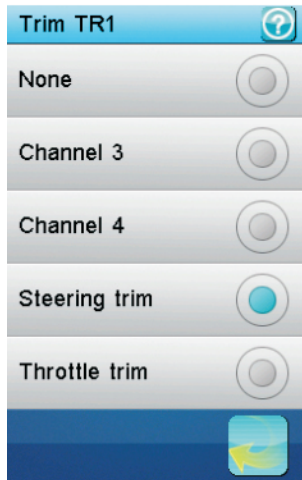 Trim TR1 ?
None
Channel 3
Channel 4
Steering trim
Throttle trim